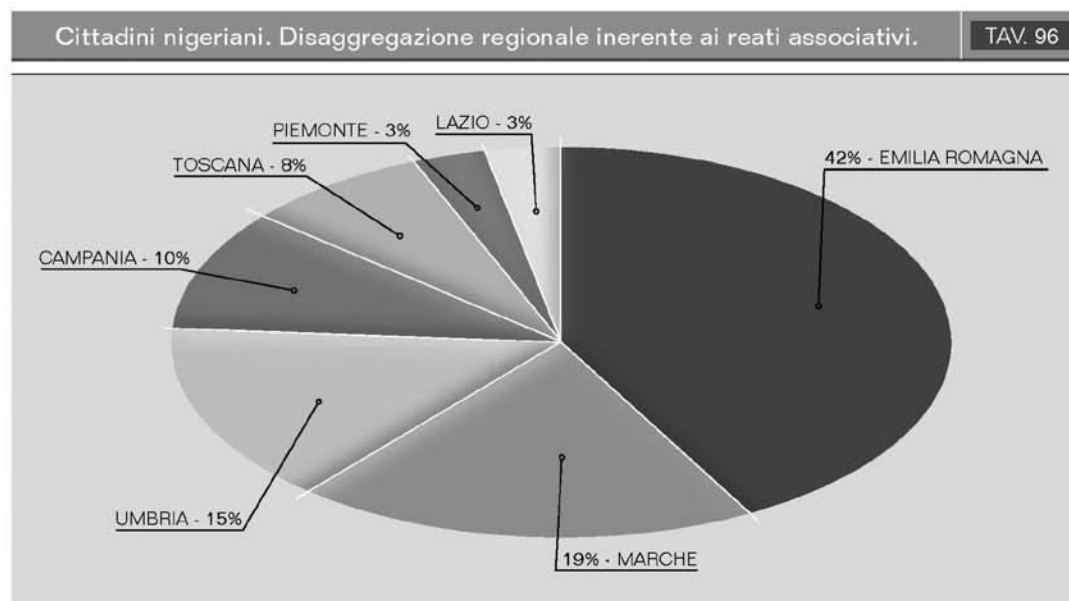 Cittadini nigeriani. Disaggregazione regionale inerente ai reati associativi.
TAV. 96
LAZIO - 3%
PIEMONTE - 3%
42% - EMILIA ROMAGNA
TOSCANA - 8%
CAMPANIA - 10%
UMBRIA - 15%
19% - MARCHE